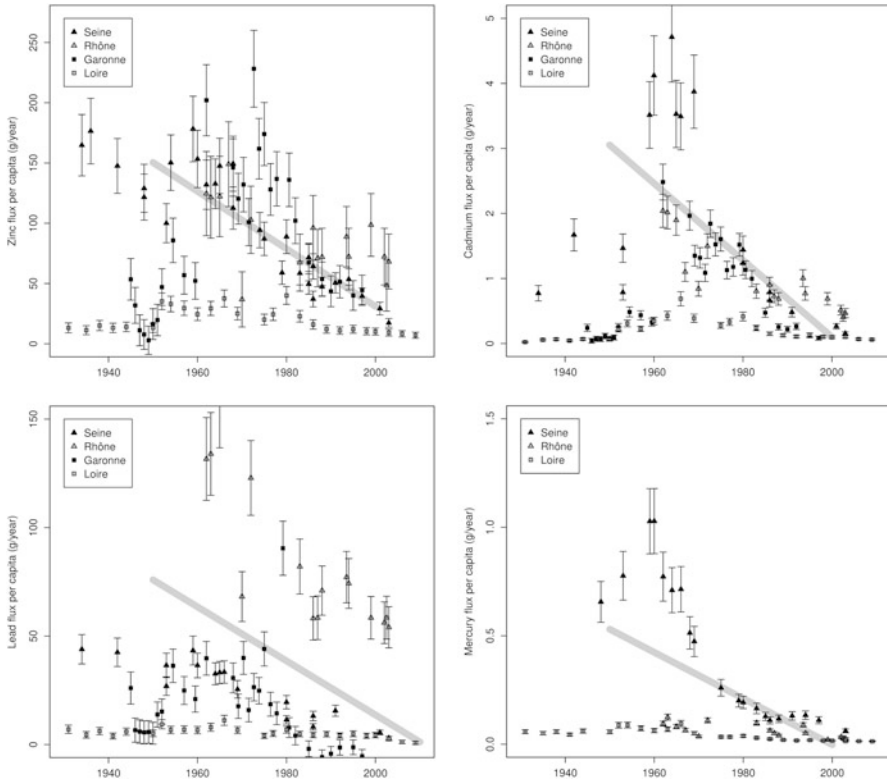 Seine
Rhône
Garonne
Loire
Zinc flux per capita (g/year)
250
200
150
100
50
0
1940
1960
1980
2000
Seine
Rhône
Garonne
Loire
Cadmium flux per capita (g/year)
5
4
3
2
1
0
1940
1960
1980
2000
Seine
Rhône
Garonne
Loire
Lead flux per capita (g/year)
150
100
50
0
1940
1960
1980
2000
Seine
Rhône
Loire
Mercury flux per capita (g/year)
1.5
1.0
0.5
0.0
1940
1960
1980
2000